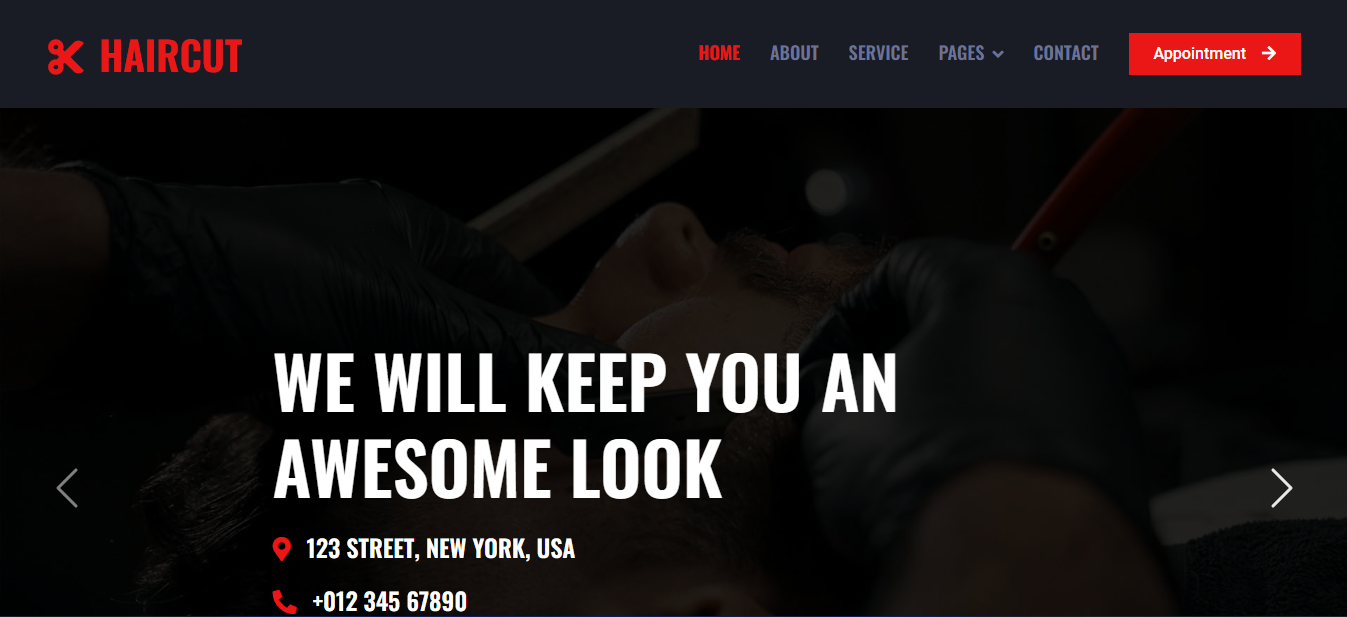 HAIRCUT
HOME ABOUT SERVICE PAGES CONTACT Appointment
WE WILL KEEP YOU AN
AWESOME LOOK
123 STREET, NEW YORK, USA
+012 345 67890